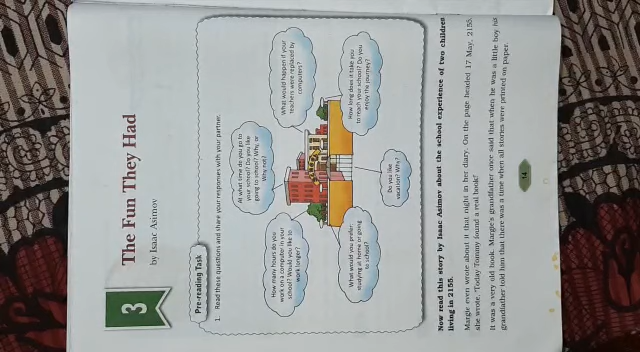 3
The Fun They Had
by Isaac Asimov
Pre-reading Task
1. Read these questions and share your responses with your partner.
How many hours do you
work on a computer in your
school? Would you like to
work longer?
At what time do you go to
your school? Do you like
going to school? Why, or
Why not?
What would happen if your
teachers were replaced by
computers?
What would you prefer:
studying at home or going
to school?
Do you like
vacation? Why?
How long does it take you
to reach your school? Do you
enjoy the journey?
Now read this story by Isaac Asimov about the school experience of two children
living in 2155.
Margie even wrote about it that night in her diary. On the page headed 17 May, 2155,
she wrote, 'Today Tommy found a real book!'
It was a very old book. Margie's grandfather once said that when he was a little boy his
grandfather told him that there was a time when all stories were printed on paper.
14